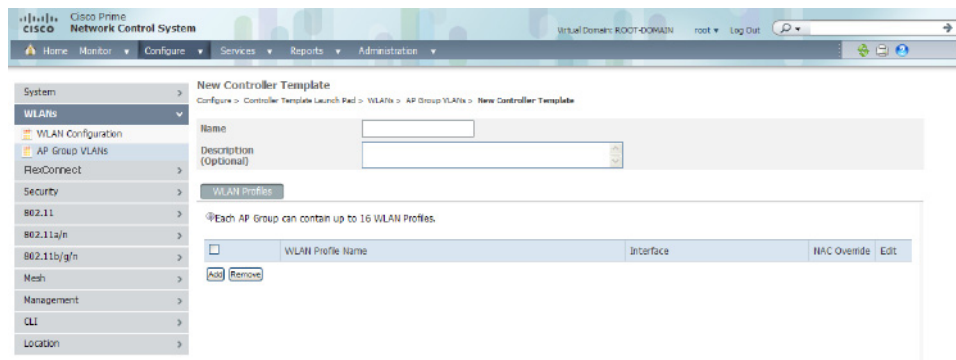 Cisco Prime
CISCO Network Control System
Virtual Domain: ROOT-DOMAIN root Log Out
Home Monitor Configure Services Reports Administration
System
WLANs
WLAN Configuration
AP Group VLANs
FlexConnect
Security
802.11
802.11a/n
802.11b/g/n
Mesh
Management
CLI
Location
New Controller Template
Configure > Controller Template Launch Pad > WLANs > AP Group VLANs > New Controller Template
Name
Description
(Optional)
WLAN Profiles
Each AP Group can contain up to 16 WLAN Profiles.
WLAN Profile Name Interface NAC Override Edit
Add Remove